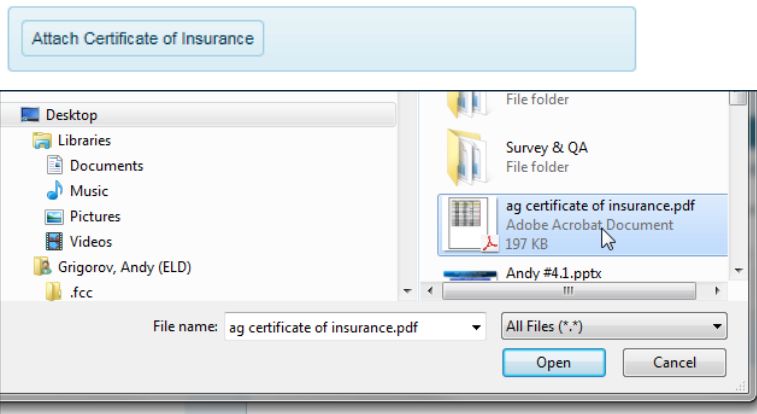 Attach Certificate of Insurance
Desktop
Libraries
Documents
Music
Pictures
Videos
Grigorov, Andy (ELD)
.fcc
File folder
Survey & QA
File folder
ag certificate of insurance.pdf
Adobe Acrobat Document
197 KB
Andy #4.1.pptx
File name: ag certificate of insurance.pdf
All Files (*.*)
Open
Cancel